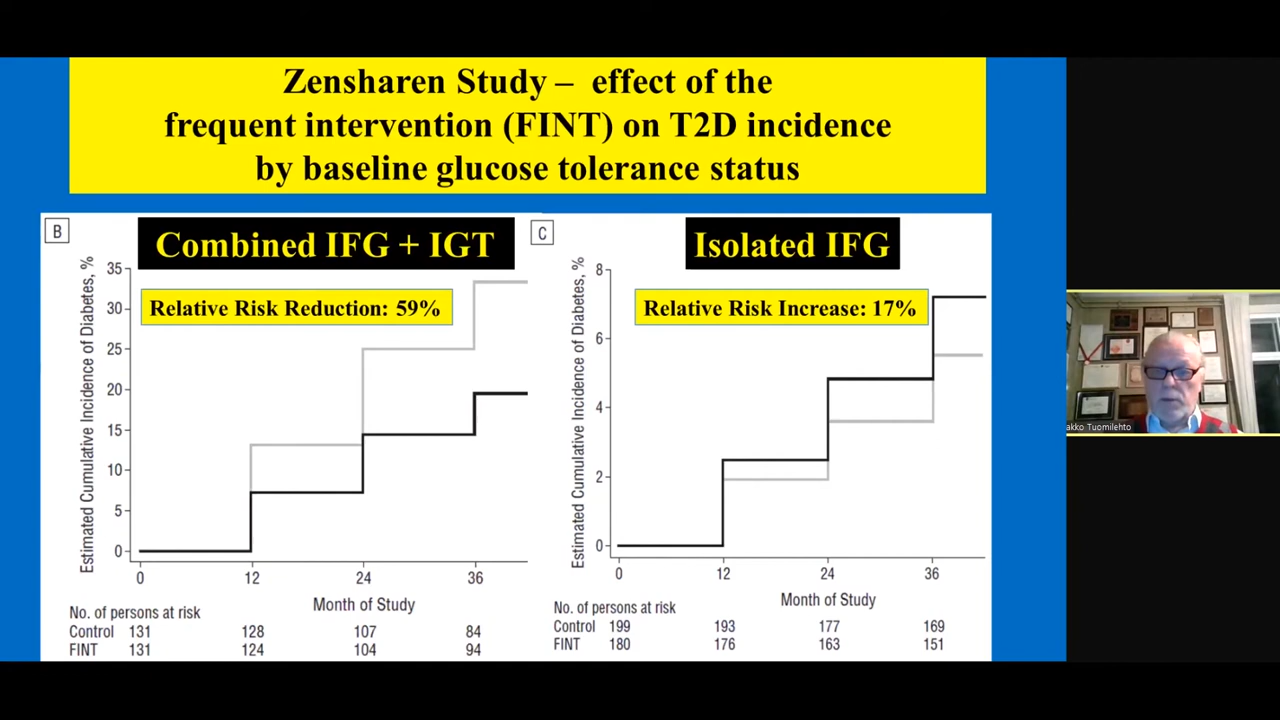 Zensharen Study – effect of the
frequent intervention (FINT) on T2D incidence
by baseline glucose tolerance status
B
Combined IFG + IGT
Relative Risk Reduction: 59%
Estimated Cumulative Incidence of Diabetes, %
35
30
25
20
15
10
5
0
0 12 24 36
Month of Study
No. of persons at risk
Control 131 128 107 84
FINT 131 124 104 94
C
Isolated IFG
Relative Risk Increase: 17%
Estimated Cumulative Incidence of Diabetes, %
8
6
4
2
0
0 12 24 36
Month of Study
No. of persons at risk
Control 199 193 177 169
FINT 180 176 163 151
akko Tuomilehto